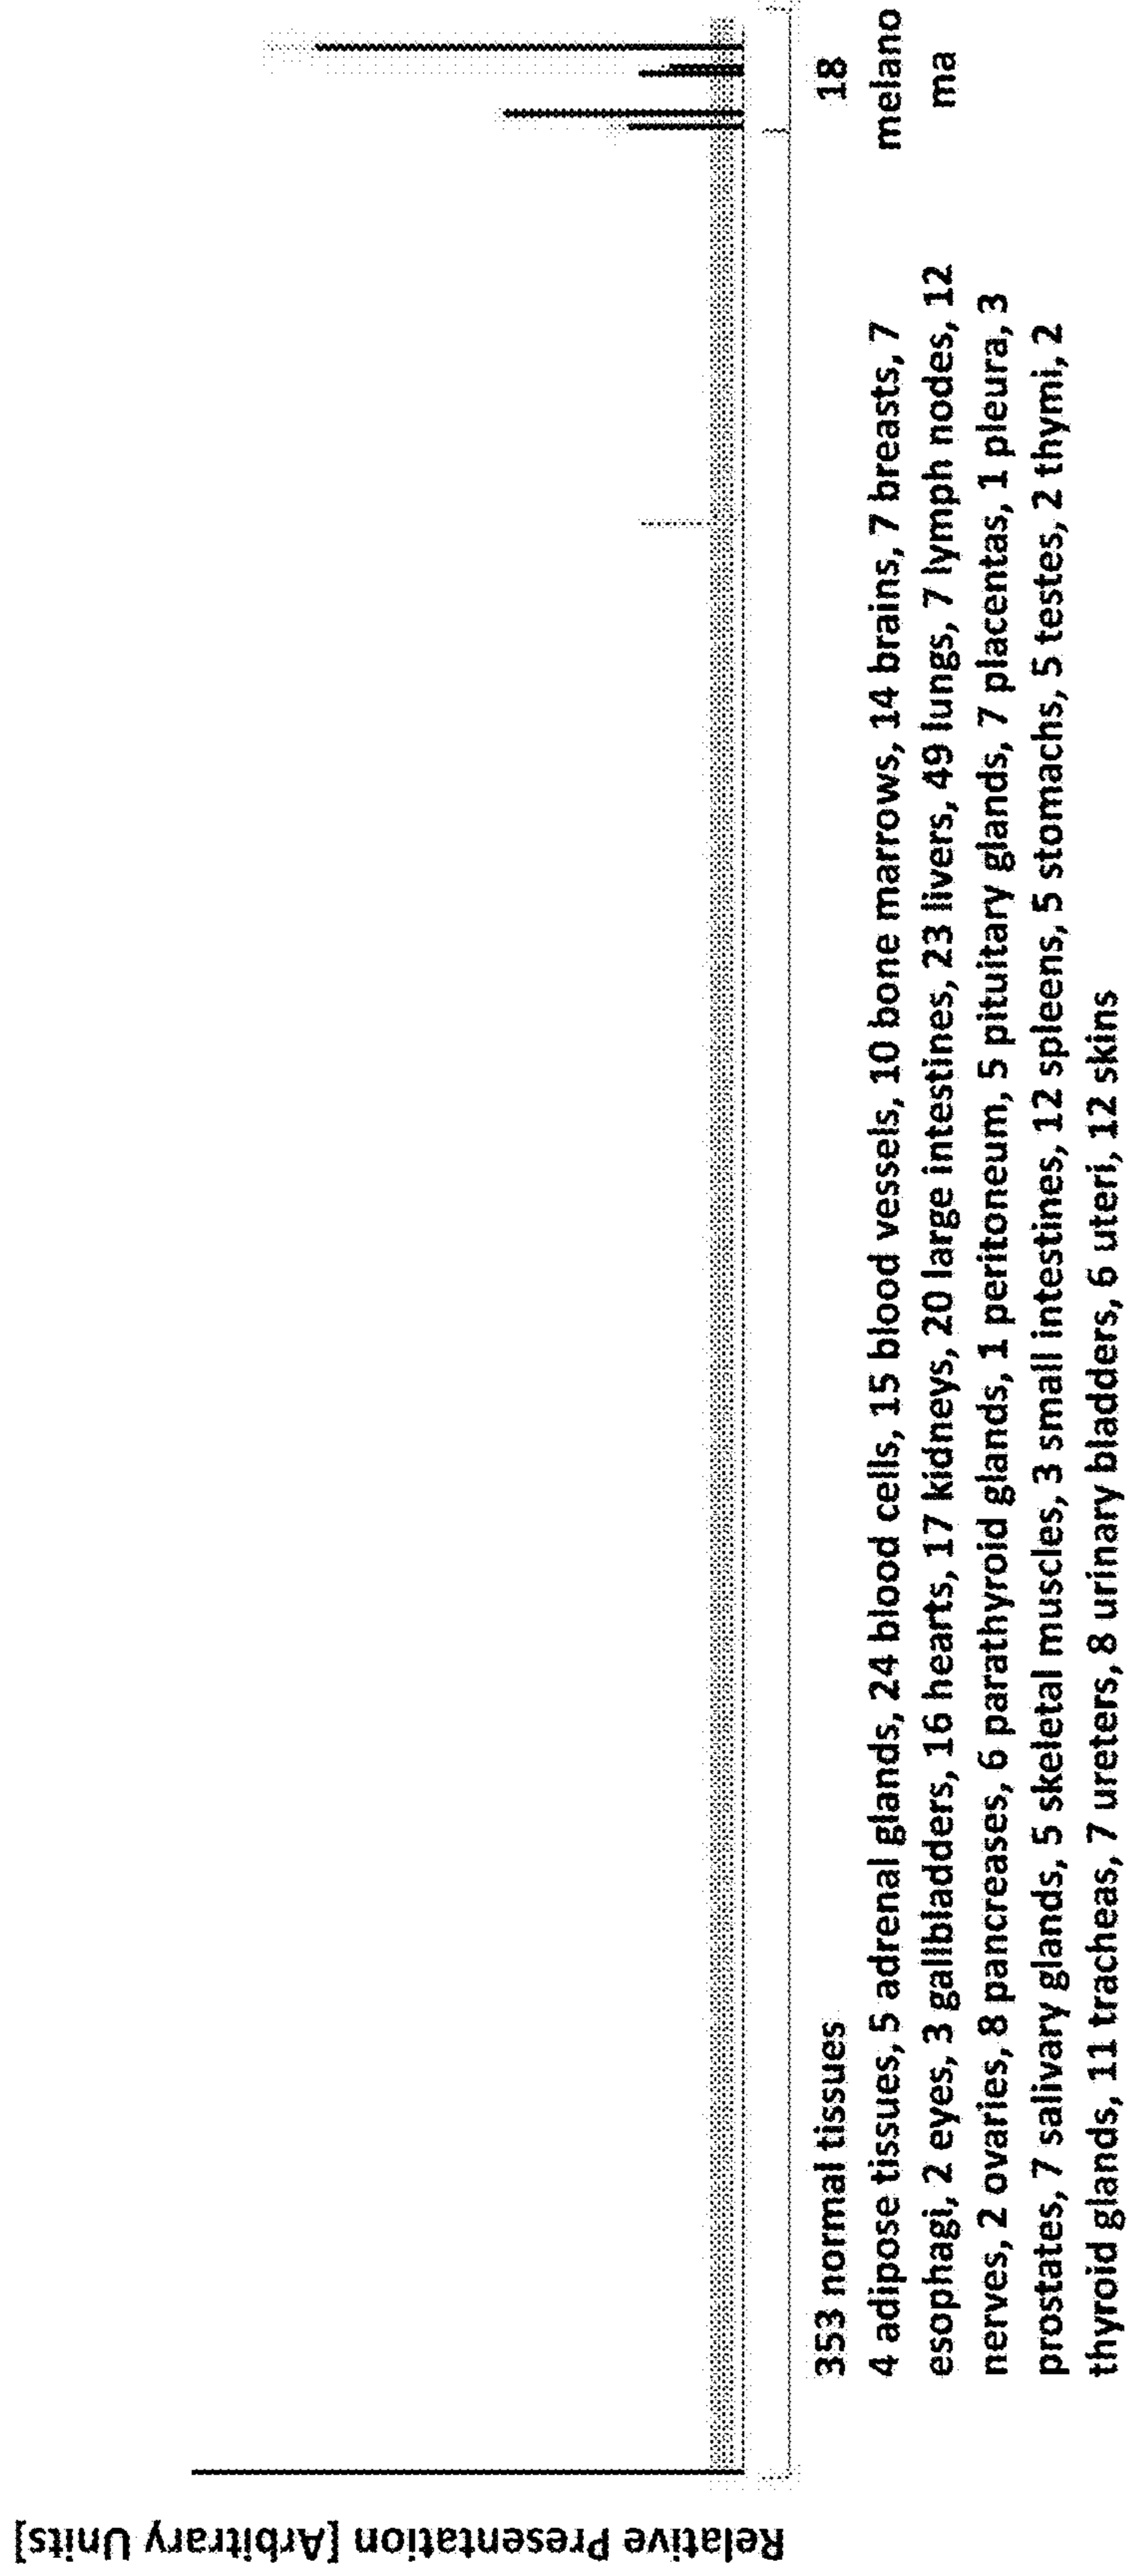 Relative Presentation [Arbitrary Units]
353 normal tissues
4 adipose tissues, 5 adrenal glands, 24 blood cells, 15 blood vessels, 10 bone marrows, 14 brains, 7 breasts, 7
esophagi, 2 eyes, 3 gallbladders, 16 hearts, 17 kidneys, 20 large intestines, 23 livers, 49 lungs, 7 lymph nodes, 12
nerves, 2 ovaries, 8 pancreases, 6 parathyroid glands, 1 peritoneum, 5 pituitary glands, 7 placentas, 1 pleura, 3
prostates, 7 salivary glands, 5 skeletal muscles, 3 small intestines, 12 spleens, 5 stomachs, 5 testes, 2 thymi, 2
thyroid glands, 11 tracheas, 7 ureters, 8 urinary bladders, 6 uteri, 12 skins
18
melano
ma